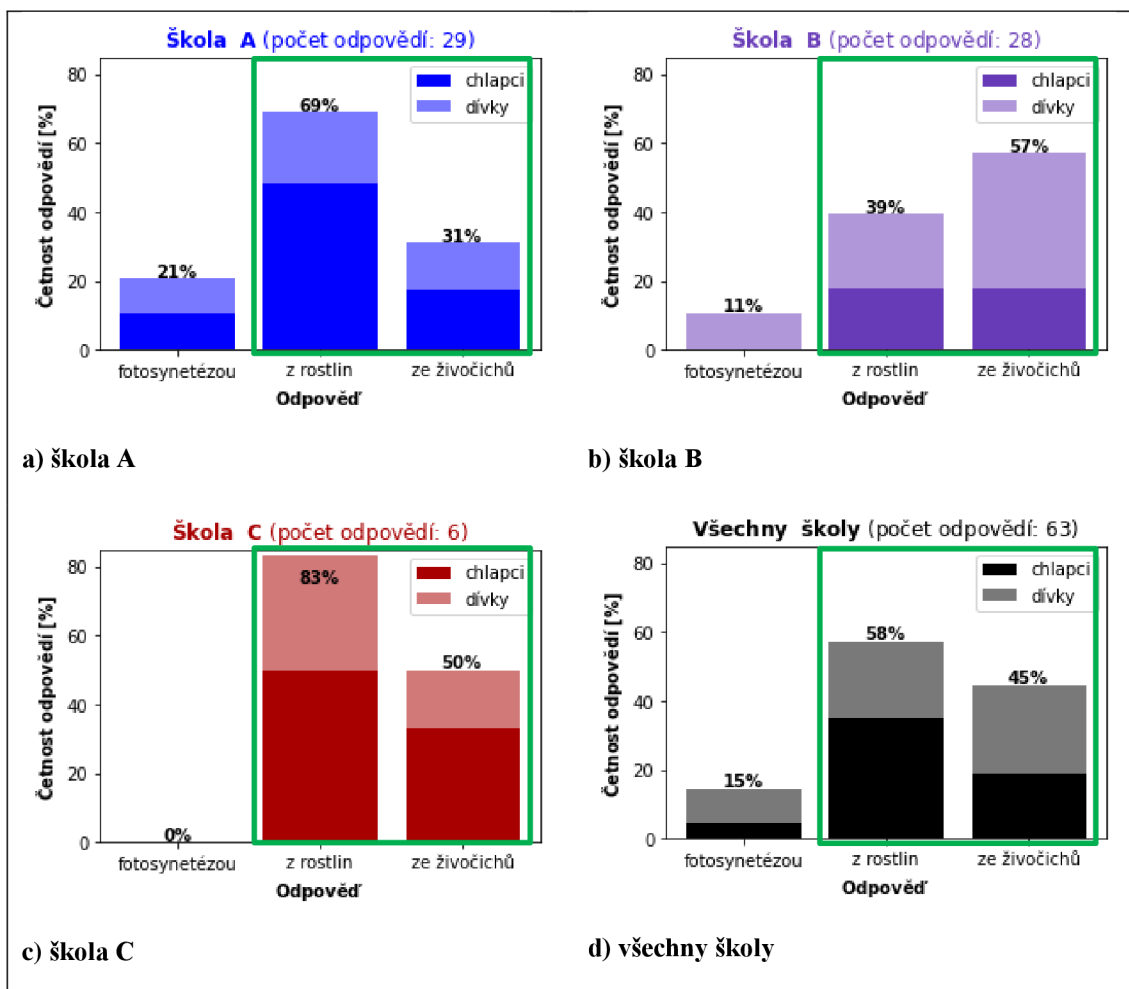 Škola A (počet odpovědí: 29)
Četnost odpovědí [%]
80
60
40
20
0
chlapci
dívky
21%
69%
31%
fotosynetézou
z rostlin
ze živočichů
Odpověď
a) škola A
Škola B (počet odpovědí: 28)
Četnost odpovědí [%]
80
60
40
20
0
chlapci
dívky
11%
39%
57%
fotosynetézou
z rostlin
ze živočichů
Odpověď
b) škola B
Škola C (počet odpovědí: 6)
Četnost odpovědí [%]
80
60
40
20
0
chlapci
dívky
0%
83%
50%
fotosynetézou
z rostlin
ze živočichů
Odpověď
c) škola C
Všechny školy (počet odpovědí: 63)
Četnost odpovědí [%]
80
60
40
20
0
chlapci
dívky
15%
58%
45%
fotosynetézou
z rostlin
ze živočichů
Odpověď
d) všechny školy